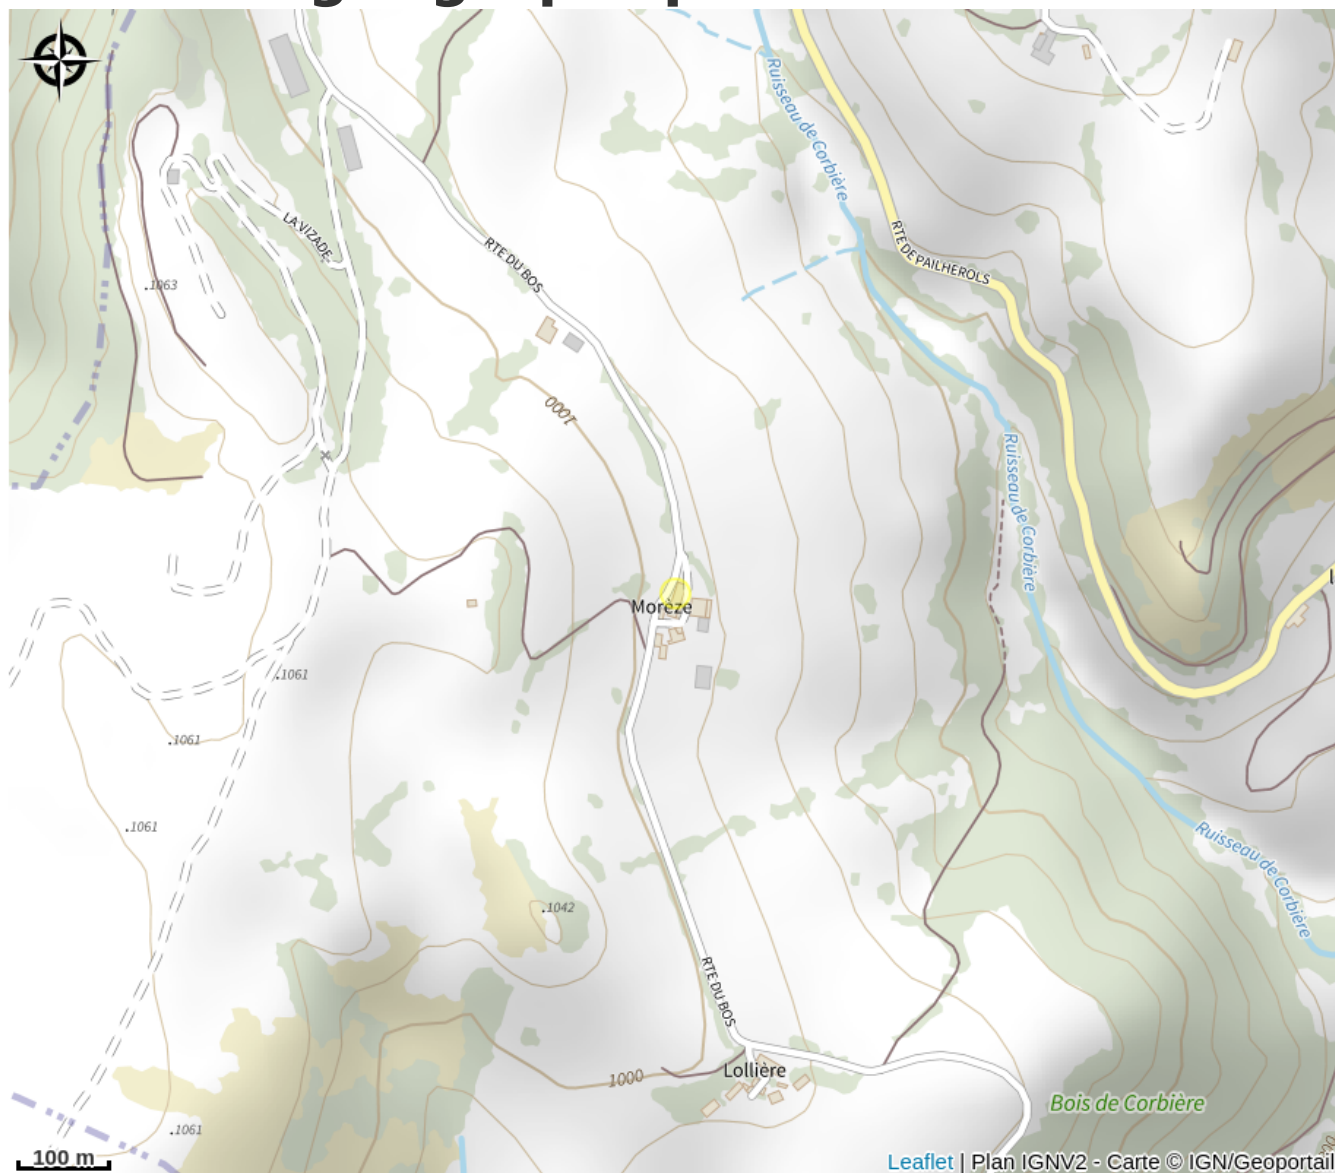 Ruisseau de Corbière
RTE DE PAILHEROLS
LA VIZADE
RTE DU BOS
.1063
1000
Ruisseau de Corbière
Morèze
.1061
.1061
.1061
Ruisseau de Corbière
.1042
RTE DU BOS
Lollière
1000
Bois de Corbière
.1061
100 m
Leaflet | Plan IGNV2 - Carte © IGN/Geoportail